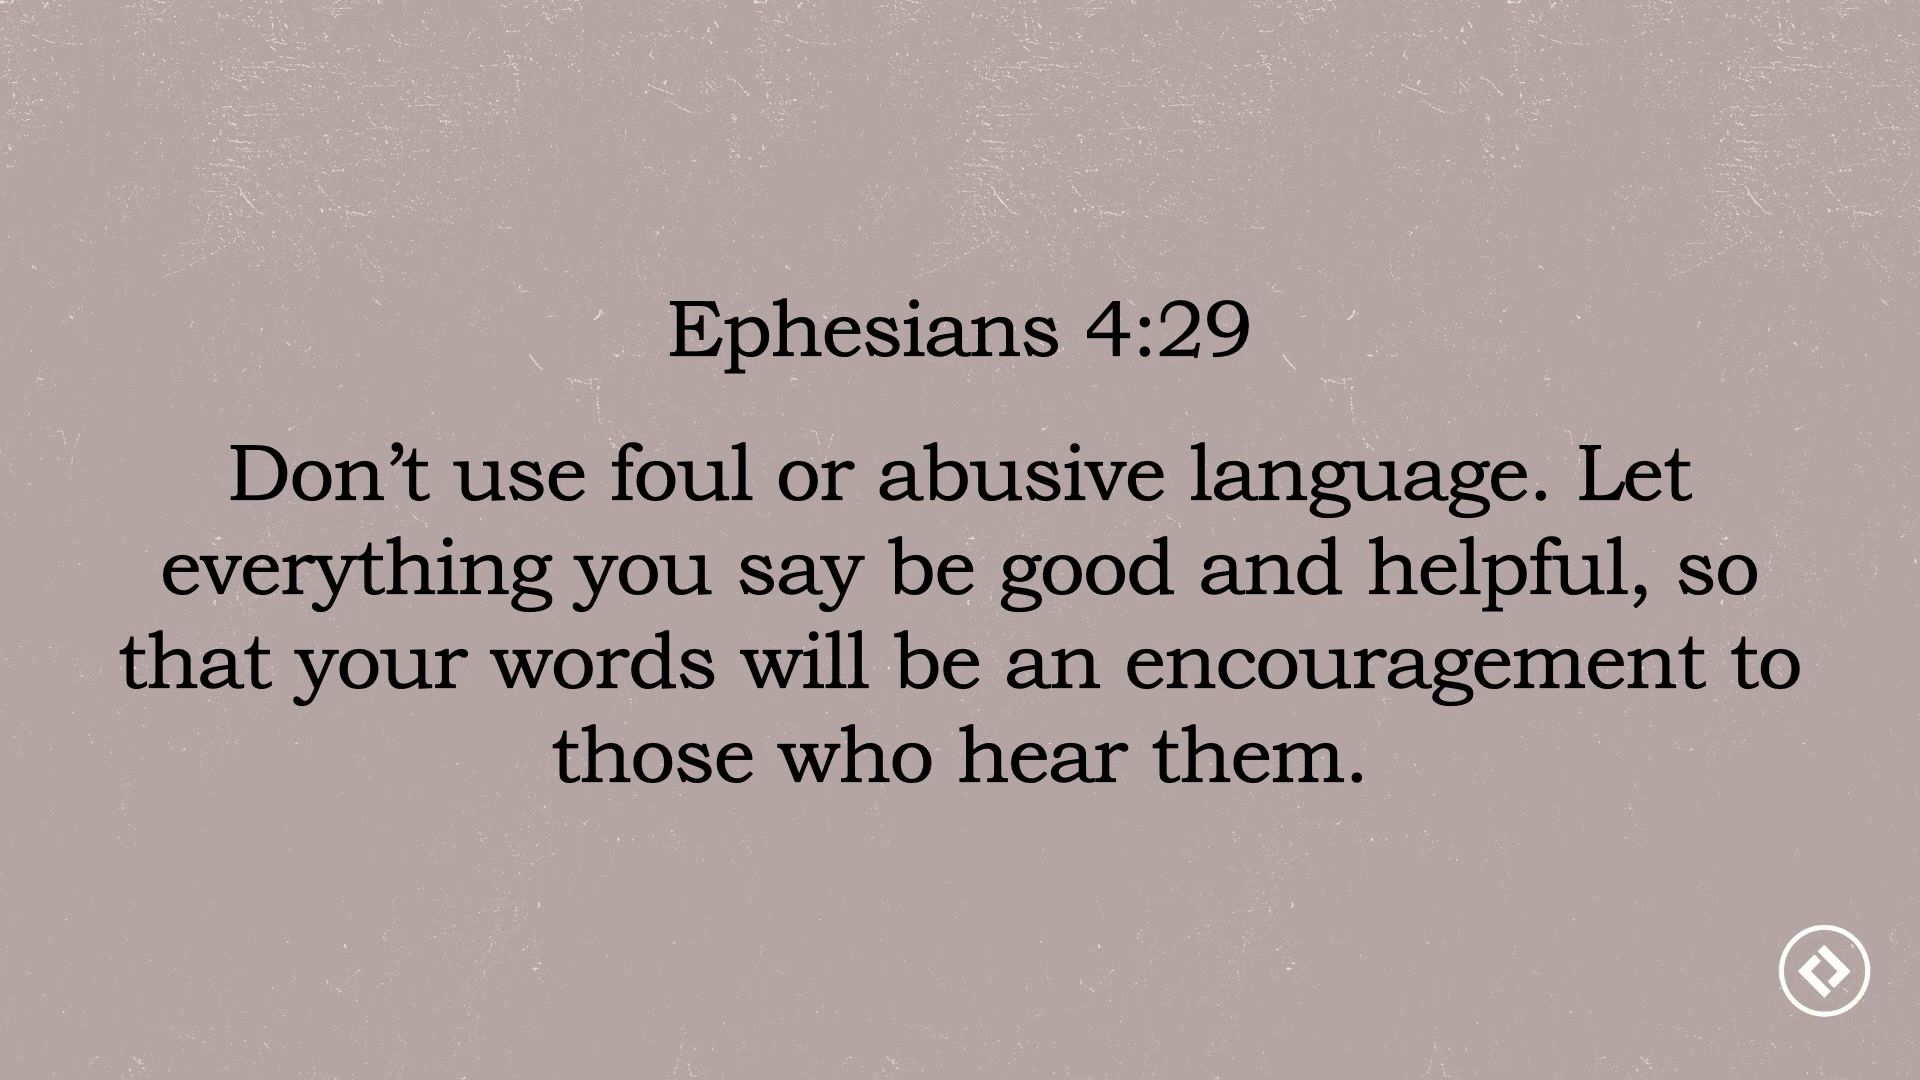 Ephesians 4:29
Don’t use foul or abusive language. Let
everything you say be good and helpful, so
that your words will be an encouragement to
those who hear them.